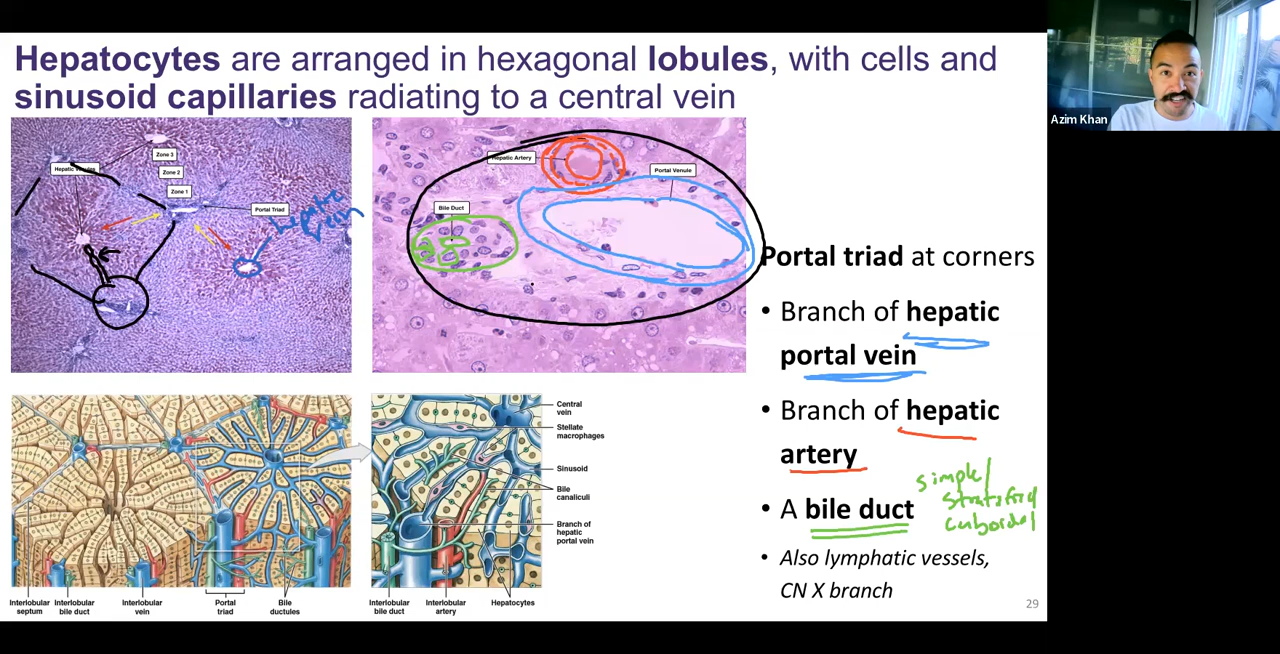 Hepatocytes are arranged in hexagonal lobules, with cells and
sinusoid capillaries radiating to a central vein
Azim Khan
Zone 3
Zone 2
Zone 1
Portal Triad
hepatic
vein
Hepatic Artery
Portal Venule
Bile Duct
Portal triad at corners
• Branch of hepatic
portal vein
• Branch of hepatic
artery
• A bile duct
simple/
stratified
cuboidal
• Also lymphatic vessels,
CN X branch
Interlobular
septum
Interlobular
bile duct
Interlobular
vein
Portal
triad
Bile
ductules
Central
vein
Stellate
macrophages
Sinusoid
Bile
canaliculi
Branch of
hepatic
portal vein
Interlobular
bile duct
Interlobular
artery
Hepatocytes
29